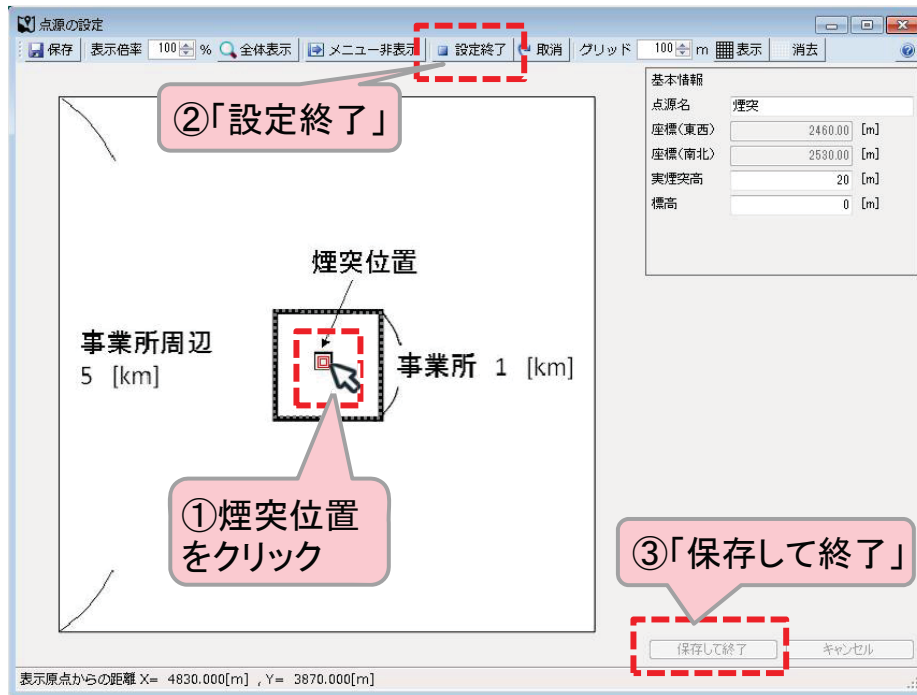 点源の設定
保存 表示倍率 100 % 全体表示 メニュー非表示 設定終了 取消 グリッド 100 m 表示 消去
②「設定終了」
基本情報
点源名 煙突
座標(東西) 2460.00 [m]
座標(南北) 2530.00 [m]
実煙突高 20 [m]
標高 0 [m]
煙突位置
事業所周辺
5 [km]
事業所 1 [km]
①煙突位置
をクリック
③「保存して終了」
保存して終了 キャンセル
表示原点からの距離 X= 4830.000[m] , Y= 3870.000[m]